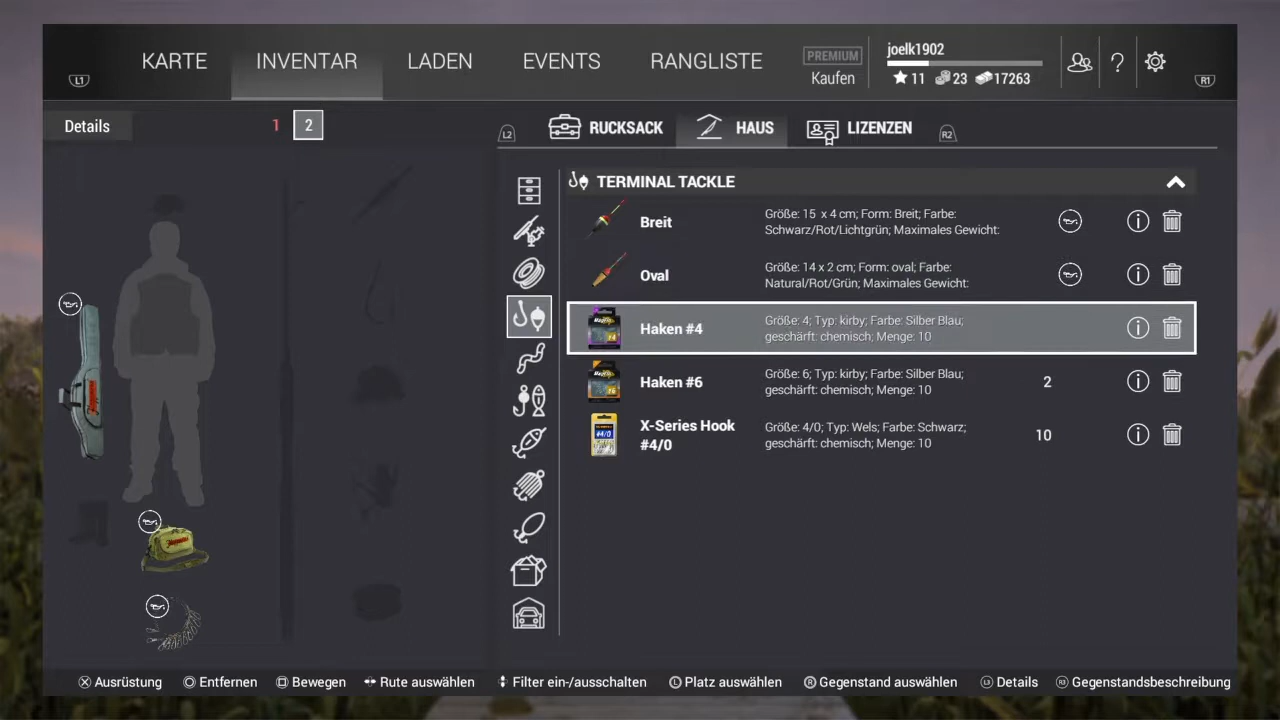 L1
KARTE
INVENTAR
LADEN
EVENTS
RANGLISTE
PREMIUM
Kaufen
joelk1902
11 23 17263
?
R1
Details
1
2
L2
RUCKSACK
HAUS
LIZENZEN
R2
TERMINAL TACKLE
Breit
Größe: 15 x 4 cm; Form: Breit; Farbe:
Schwarz/Rot/Lichtgrün; Maximales Gewicht:
Oval
Größe: 14 x 2 cm; Form: oval; Farbe:
Natural/Rot/Grün; Maximales Gewicht:
Haken #4
Größe: 4; Typ: kirby; Farbe: Silber Blau;
geschärft: chemisch; Menge: 10
Haken #6
Größe: 6; Typ: kirby; Farbe: Silber Blau;
geschärft: chemisch; Menge: 10
2
X-Series Hook
#4/0
Größe: 4/0; Typ: Wels; Farbe: Schwarz;
geschärft: chemisch; Menge: 10
10
#4/0
Ausrüstung
Entfernen
Bewegen
Rute auswählen
Filter ein-/ausschalten
L Platz auswählen
R Gegenstand auswählen
L3 Details
R3 Gegenstandsbeschreibung